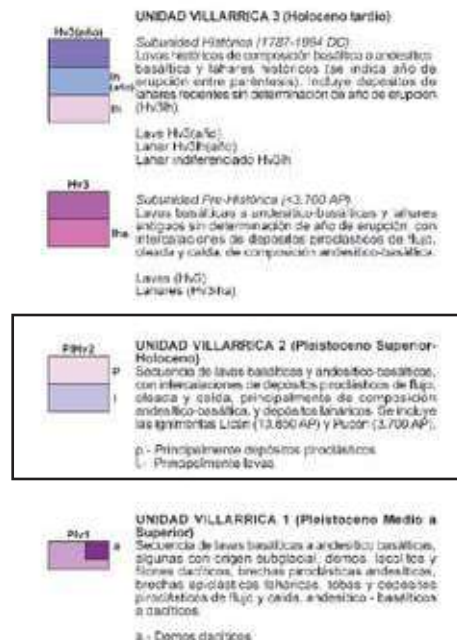 UNIDAD VILLARRICA 3 (Holoceno tardío)
Hv3(año)
Subunidad Histórica (1787-1984 DC)
Lavas históricas de composición basáltica a andesítico
basáltica y lahares históricos (se indica año de
erupción entre paréntesis). Incluye depósitos de
lahares recientes sin determinación de año de erupción
(Hv3lh)
lh
(año)
lh
Lava Hv3(año)
Lahar Hv3lh(año)
Lahar indiferenciado Hv3lh
Hv3
Subunidad Pre-Histórica (<3.700 AP)
Lavas basálticas a andesítico-basálticas y lahares
antiguos sin determinación de año de erupción, con
intercalaciones de depósitos piroclásticos de flujo,
oleada y caída, de composición andesítico-basáltica.
lha
Lavas (Hv3)
Lahares (Hv3lha)
PlHv2
UNIDAD VILLARRICA 2 (Pleistoceno Superior-
Holoceno)
Secuencia de lavas basálticas y andesítico-basálticas,
con intercalaciones de depósitos piroclásticos de flujo,
oleada y caída, principalmente de composición
andesítico-basáltica, y depósitos laháricos. Se incluye
las ignimbritas Licán (13.850 AP) y Pucón (3.700 AP).
p
l
p.- Principalmente depósitos piroclásticos
l.- Principalmente lavas
Plv1
UNIDAD VILLARRICA 1 (Pleistoceno Medio a
Superior)
Secuencia de lavas basálticas a andesítico basálticas,
algunas con origen subglacial, domos, lacolitos y
filones dacíticos, brechas piroclásticas andesíticas,
brechas epiclásticas laháricas, tobas y depósitos
piroclásticos de flujo y caída, andesítico - basálticos
a dacíticos.
a
a.- Domos dacíticos